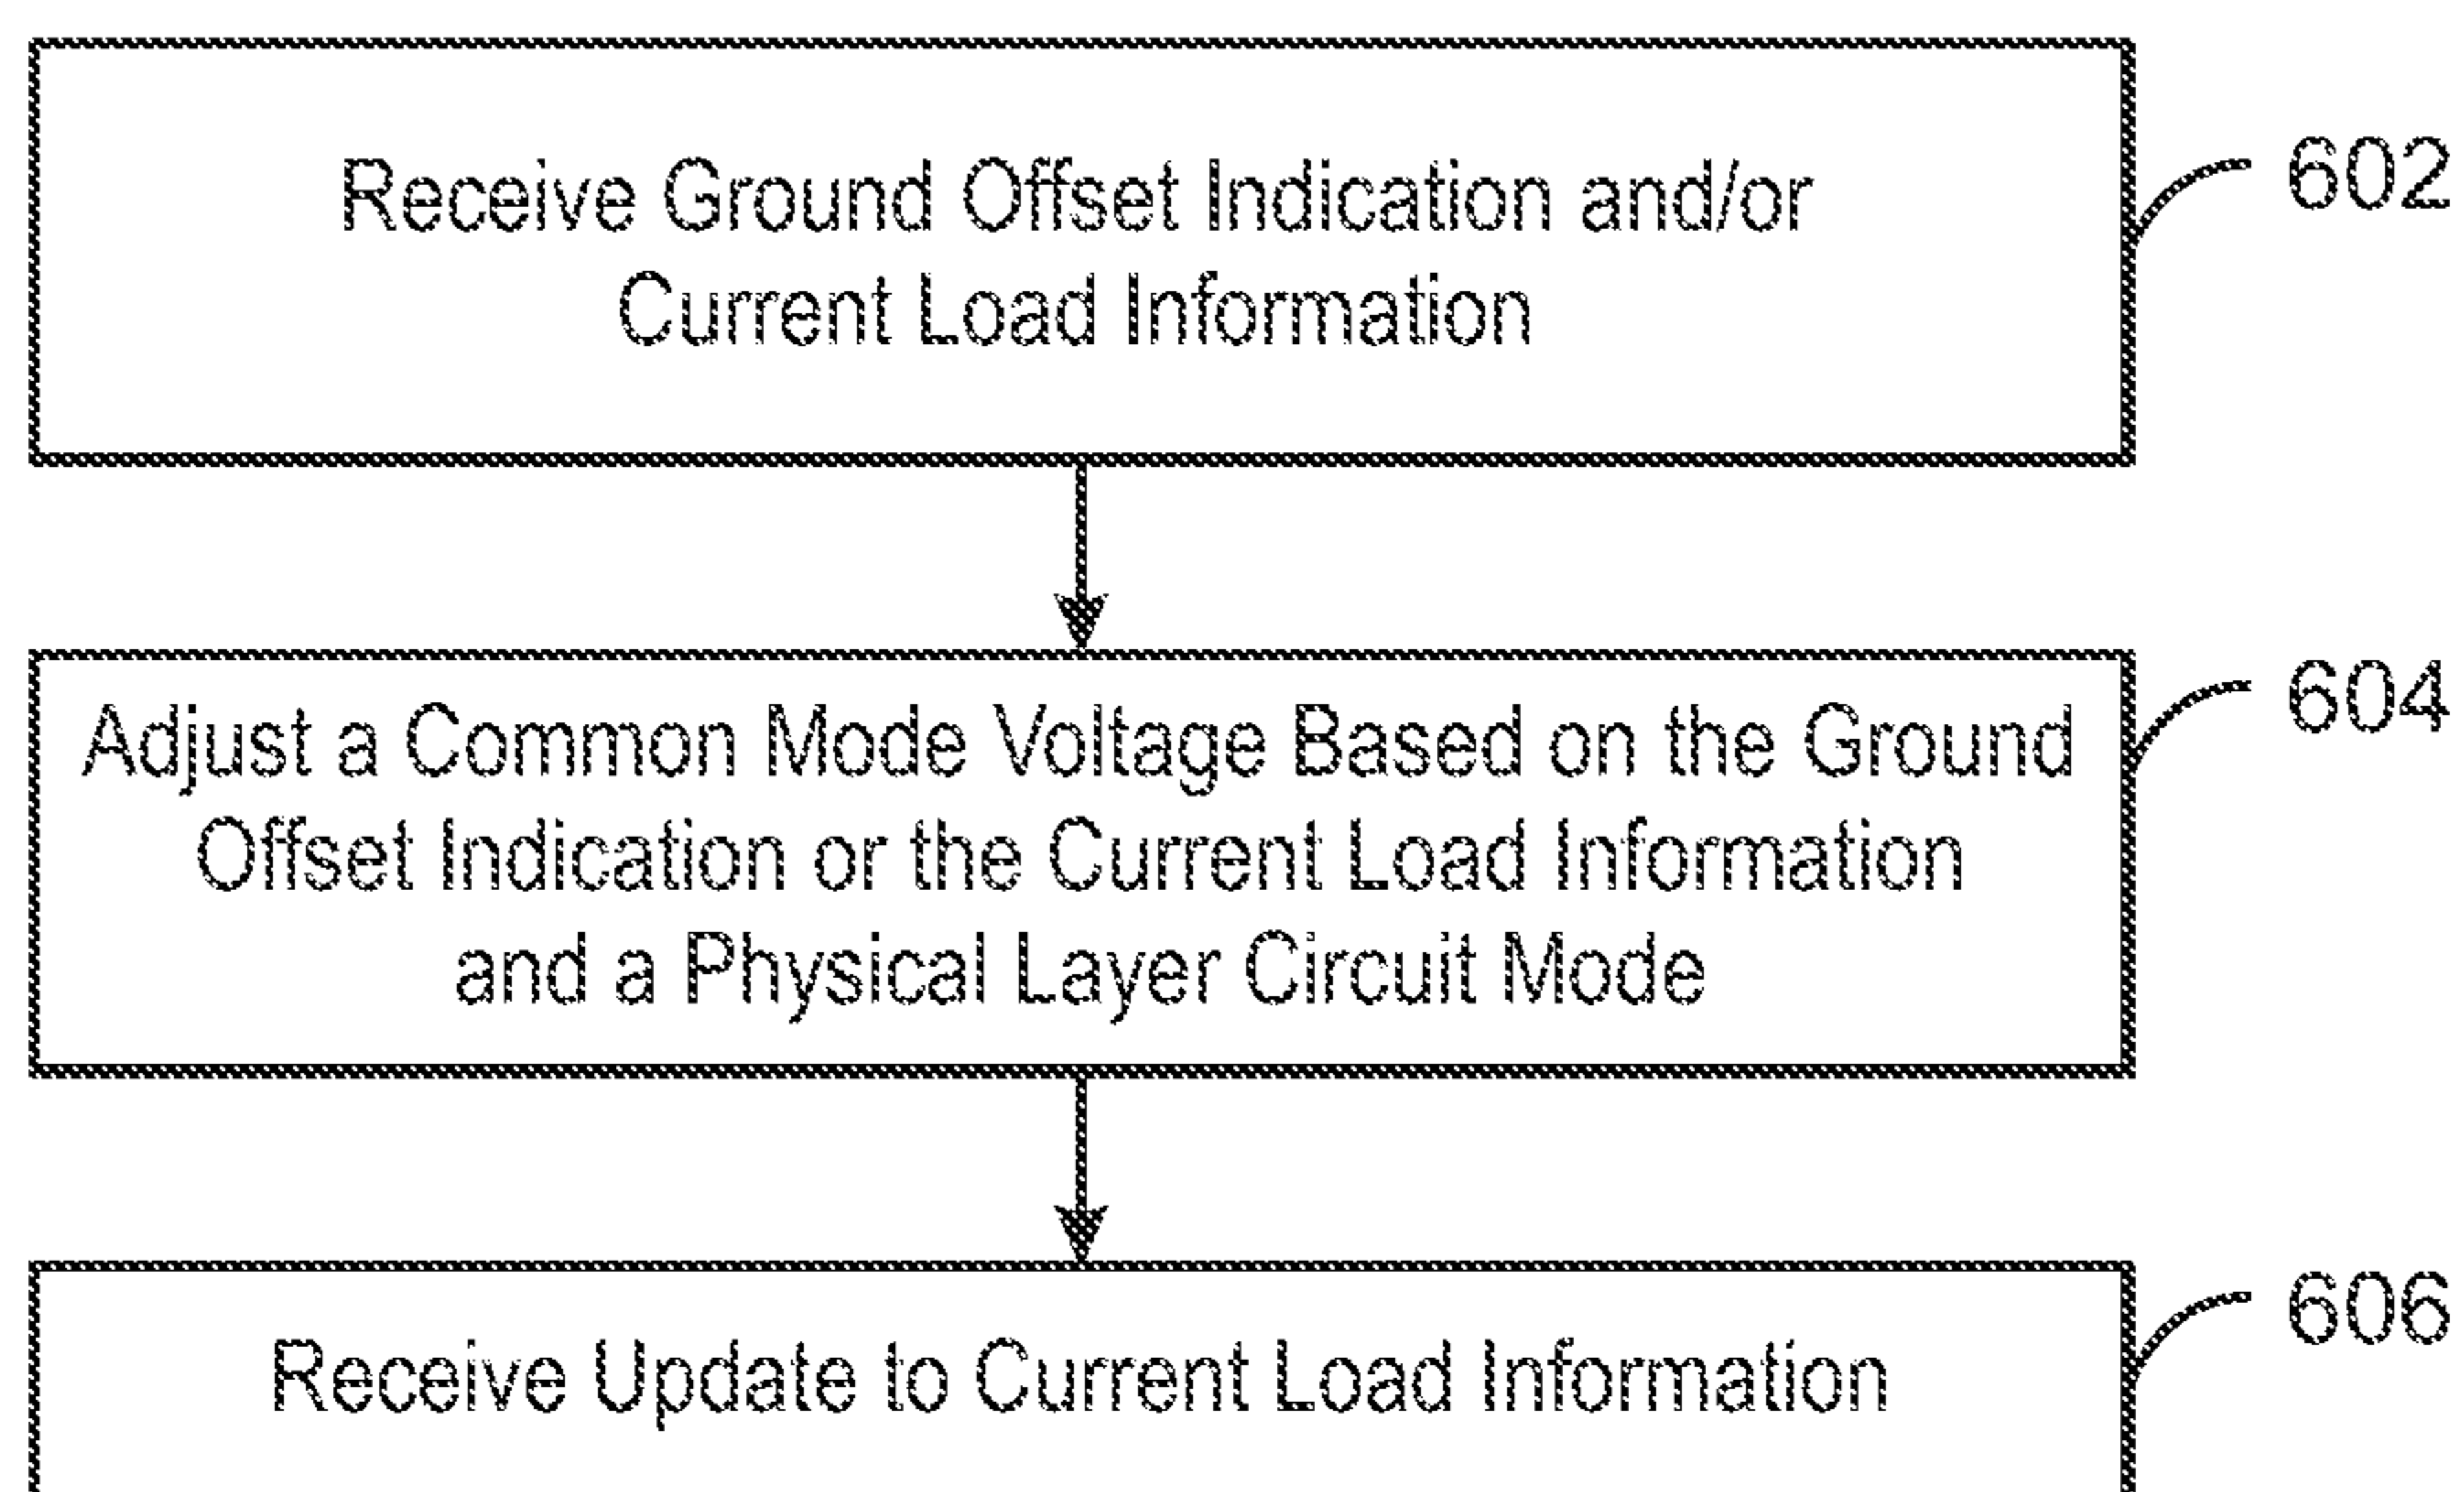 Receive Ground Offset Indication and/or
Current Load Information
602
Adjust a Common Mode Voltage Based on the Ground
Offset Indication or the Current Load Information
and a Physical Layer Circuit Mode
604
Receive Update to Current Load Information
606